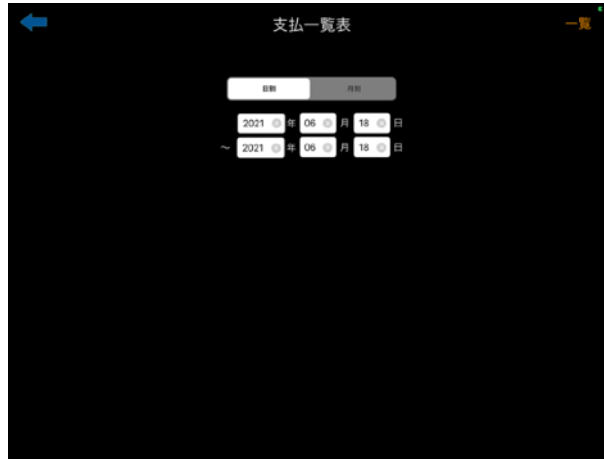 支払一覧表
一覧
日別 月別
2021 年 06 月 18 日
～ 2021 年 06 月 18 日